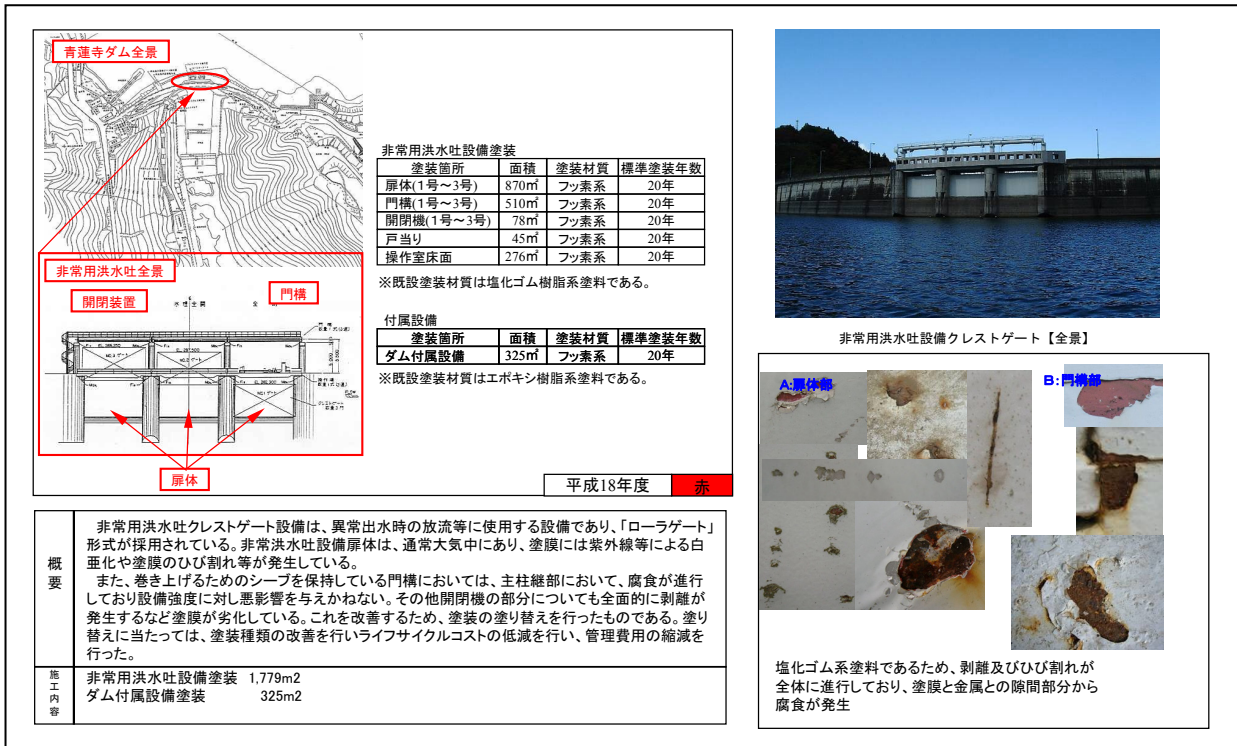 青蓮寺ダム全景
非常用洪水吐全景
開閉装置
門構
扉体
NO.1ゲート
平成18年度 赤
非常用洪水吐設備塗装
塗装箇所 面積 塗装材質 標準塗装年数
扉体(1号～3号) 870㎡ フッ素系 20年
門構(1号～3号) 510㎡ フッ素系 20年
開閉機(1号～3号) 78㎡ フッ素系 20年
戸当り 45㎡ フッ素系 20年
操作室床面 276㎡ フッ素系 20年
※既設塗装材質は塩化ゴム樹脂系塗料である。
付属設備
塗装箇所 面積 塗装材質 標準塗装年数
ダム付属設備 325㎡ フッ素系 20年
※既設塗装材質はエポキシ樹脂系塗料である。
概要
非常用洪水吐クレストゲート設備は、異常出水時の放流等に使用する設備であり、「ローラゲート」
形式が採用されている。非常洪水吐設備扉体は、通常大気中にあり、塗膜には紫外線等による白
亜化や塗膜のひび割れ等が発生している。
また、巻き上げるためのシーブを保持している門構においては、主柱継部において、腐食が進行
しており設備強度に対し悪影響を与えかねない。その他開閉機の部分についても全面的に剥離が
発生するなど塗膜が劣化している。これを改善するため、塗装の塗り替えを行ったものである。塗り
替えに当たっては、塗装種類の改善を行いライフサイクルコストの低減を行い、管理費用の縮減を
行った。
施工内容
非常用洪水吐設備塗装 1,779m2
ダム付属設備塗装 325m2
非常用洪水吐設備クレストゲート【全景】
A:扉体部
B:門構部
塩化ゴム系塗料であるため、剥離及びひび割れが
全体に進行しており、塗膜と金属との隙間部分から
腐食が発生